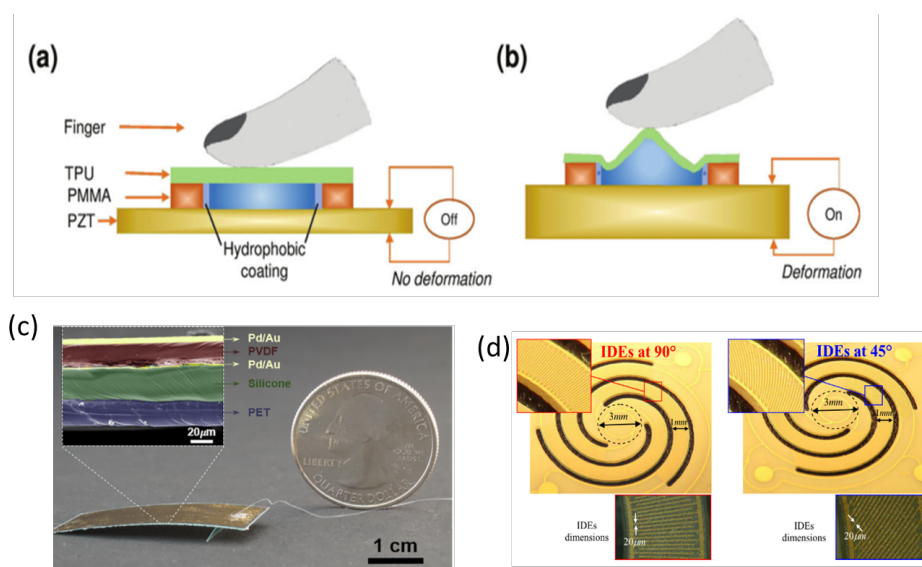 (a)
Finger
TPU
PMMA
PZT
Hydrophobic
coating
Off
No deformation
(b)
On
Deformation
(c)
Pd/Au
PVDF
Pd/Au
Silicone
PET
20µm
UNITED STATES OF AMERICA
LIBERTY
QUARTER DOLLAR
1 cm
(d)
IDEs at 90°
3mm
1mm
IDEs
dimensions
20µm
IDEs at 45°
3mm
1mm
IDEs
dimensions
20µm